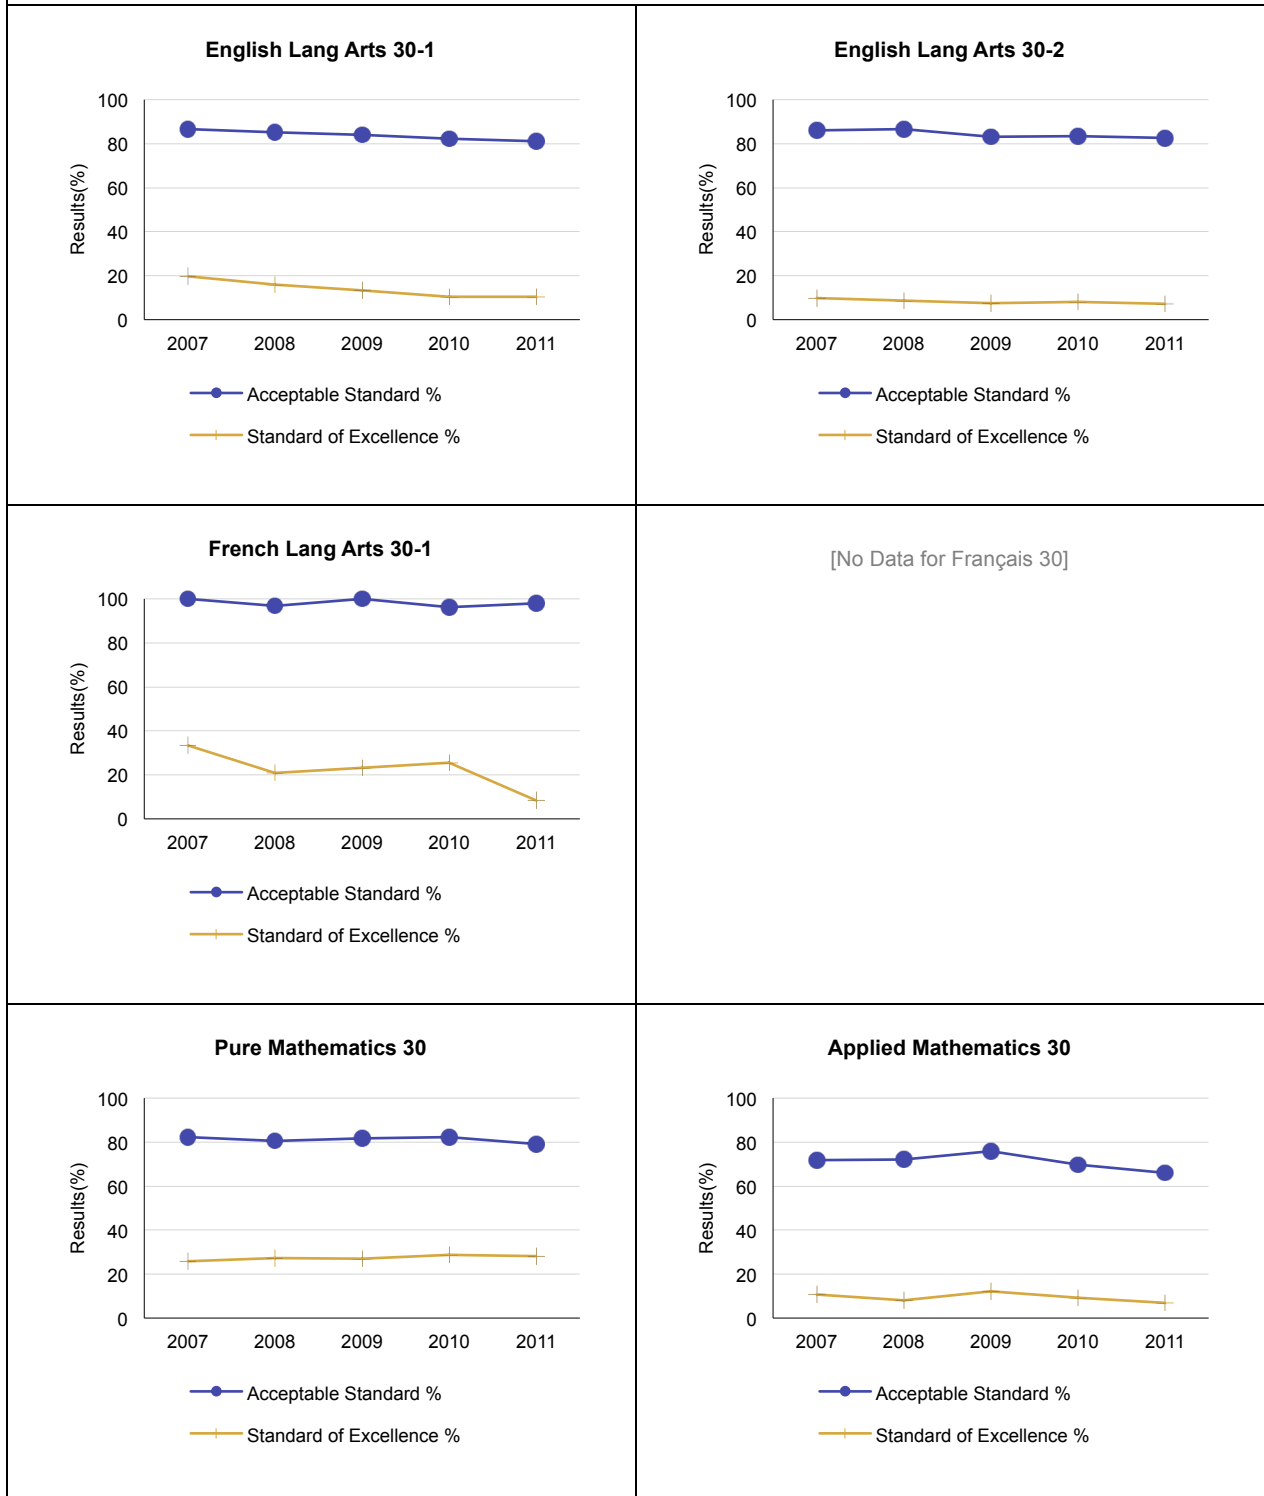 English Lang Arts 30-1
100
80
60
40
20
0
Results(%)
2007 2008 2009 2010 2011
Acceptable Standard %
Standard of Excellence %
English Lang Arts 30-2
100
80
60
40
20
0
Results(%)
2007 2008 2009 2010 2011
Acceptable Standard %
Standard of Excellence %
French Lang Arts 30-1
100
80
60
40
20
0
Results(%)
2007 2008 2009 2010 2011
Acceptable Standard %
Standard of Excellence %
[No Data for Français 30]
Pure Mathematics 30
100
80
60
40
20
0
Results(%)
2007 2008 2009 2010 2011
Acceptable Standard %
Standard of Excellence %
Applied Mathematics 30
100
80
60
40
20
0
Results(%)
2007 2008 2009 2010 2011
Acceptable Standard %
Standard of Excellence %